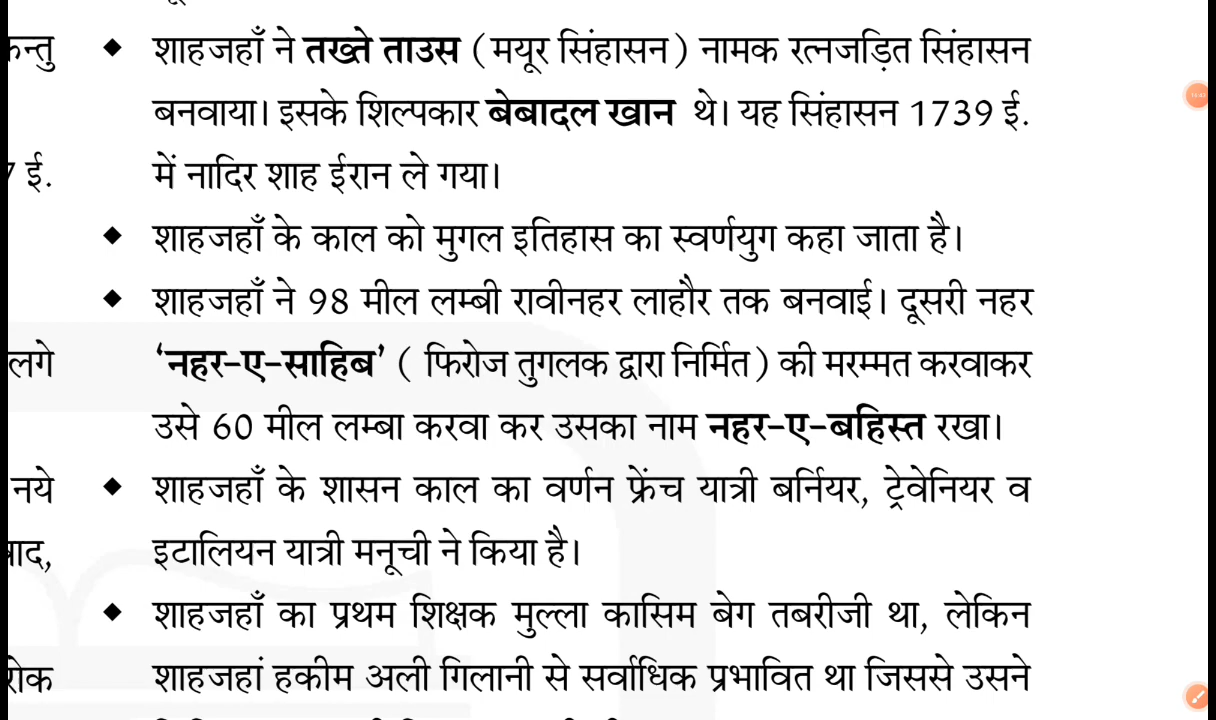 शाहजहाँ ने तख्ते ताउस (मयूर सिंहासन) नामक रत्नजड़ित सिंहासन
बनवाया। इसके शिल्पकार बेबादल खान थे। यह सिंहासन 1739 ई.
में नादिर शाह ईरान ले गया।
शाहजहाँ के काल को मुगल इतिहास का स्वर्णयुग कहा जाता है।
शाहजहाँ ने 98 मील लम्बी रावीनहर लाहौर तक बनवाई। दूसरी नहर
‘नहर-ए-साहिब’ ( फिरोज तुगलक द्वारा निर्मित) की मरम्मत करवाकर
उसे 60 मील लम्बा करवा कर उसका नाम नहर-ए-बहिस्त रखा।
शाहजहाँ के शासन काल का वर्णन फ्रेंच यात्री बर्नियर, ट्रेवेनियर व
इटालियन यात्री मनूची ने किया है।
शाहजहाँ का प्रथम शिक्षक मुल्ला कासिम बेग तबरीजी था, लेकिन
शाहजहां हकीम अली गिलानी से सर्वाधिक प्रभावित था जिससे उसने
ई.
लगे
नये